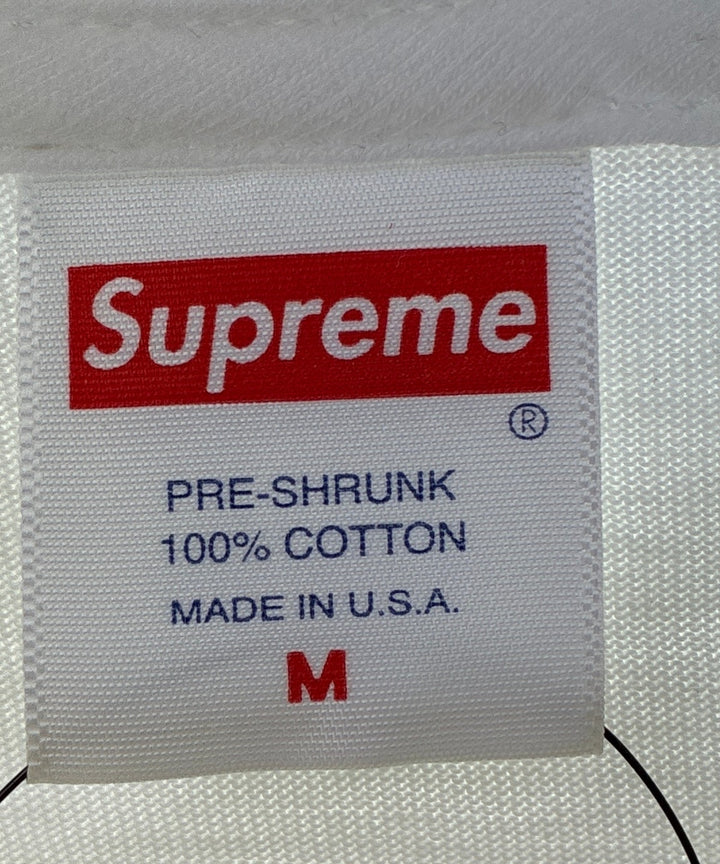 Supreme
®
PRE-SHRUNK
100% COTTON
MADE IN U.S.A.
M